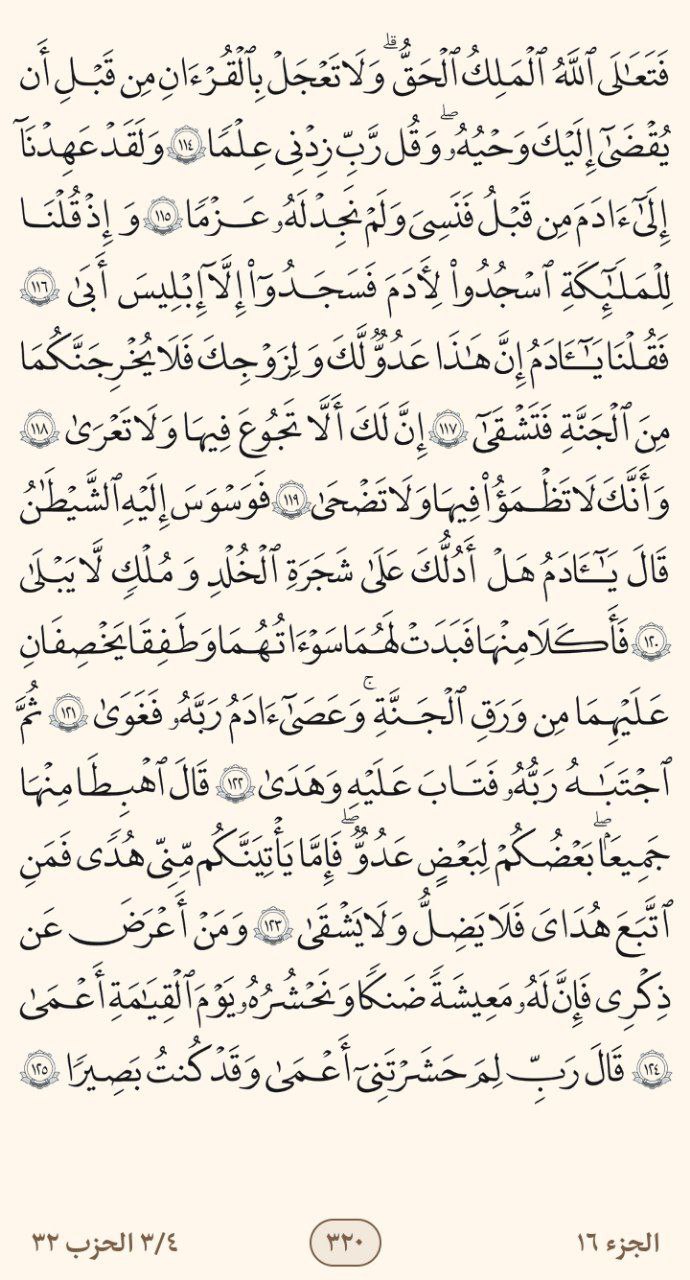 فَتَعَٰلَى ٱللَّهُ ٱلْمَلِكُ ٱلْحَقُّ ۗ وَلَا تَعْجَلْ بِٱلْقُرْءَانِ مِن قَبْلِ أَن
يُقْضَىٰٓ إِلَيْكَ وَحْيُهُۥ ۖ وَقُل رَّبِّ زِدْنِى عِلْمًا ١١٤ وَلَقَدْ عَهِدْنَآ
إِلَىٰٓ ءَادَمَ مِن قَبْلُ فَنَسِىَ وَلَمْ نَجِدْ لَهُۥ عَزْمًا ١١٥ وَإِذْ قُلْنَا
لِلْمَلَٰٓئِكَةِ ٱسْجُدُوا۟ لِأَدَمَ فَسَجَدُوٓا۟ إِلَّآ إِبْلِيسَ أَبَىٰ ١١٦
فَقُلْنَا يَٰٓـَٔادَمُ إِنَّ هَٰذَا عَدُوٌّ لَّكَ وَلِزَوْجِكَ فَلَا يُخْرِجَنَّكُمَا
مِنَ ٱلْجَنَّةِ فَتَشْقَىٰٓ ١١٧ إِنَّ لَكَ أَلَّا تَجُوعَ فِيهَا وَلَا تَعْرَىٰ ١١٨
وَأَنَّكَ لَا تَظْمَؤُا۟ فِيهَا وَلَا تَضْحَىٰ ١١٩ فَوَسْوَسَ إِلَيْهِ ٱلشَّيْطَٰنُ
قَالَ يَٰٓـَٔادَمُ هَلْ أَدُلُّكَ عَلَىٰ شَجَرَةِ ٱلْخُلْدِ وَمُلْكٍ لَّا يَبْلَىٰ
١٢٠ فَأَكَلَا مِنْهَا فَبَدَتْ لَهُمَا سَوْءَٰتُهُمَا وَطَفِقَا يَخْصِفَانِ
عَلَيْهِمَا مِن وَرَقِ ٱلْجَنَّةِ ۚ وَعَصَىٰٓ ءَادَمُ رَبَّهُۥ فَغَوَىٰ ١٢١ ثُمَّ
ٱجْتَبَٰهُ رَبُّهُۥ فَتَابَ عَلَيْهِ وَهَدَىٰ ١٢٢ قَالَ ٱهْبِطَا مِنْهَا
جَمِيعًۢا ۖ بَعْضُكُمْ لِبَعْضٍ عَدُوٌّ ۖ فَإِمَّا يَأْتِيَنَّكُم مِّنِّى هُدًى فَمَنِ
ٱتَّبَعَ هُدَاىَ فَلَا يَضِلُّ وَلَا يَشْقَىٰ ١٢٣ وَمَنْ أَعْرَضَ عَن
ذِكْرِى فَإِنَّ لَهُۥ مَعِيشَةً ضَنكًا وَنَحْشُرُهُۥ يَوْمَ ٱلْقِيَٰمَةِ أَعْمَىٰ
١٢٤ قَالَ رَبِّ لِمَ حَشَرْتَنِىٓ أَعْمَىٰ وَقَدْ كُنتُ بَصِيرًا ١٢٥
الجزء ١٦ ٣٢٠ ٣/٤ الحزب ٣٢